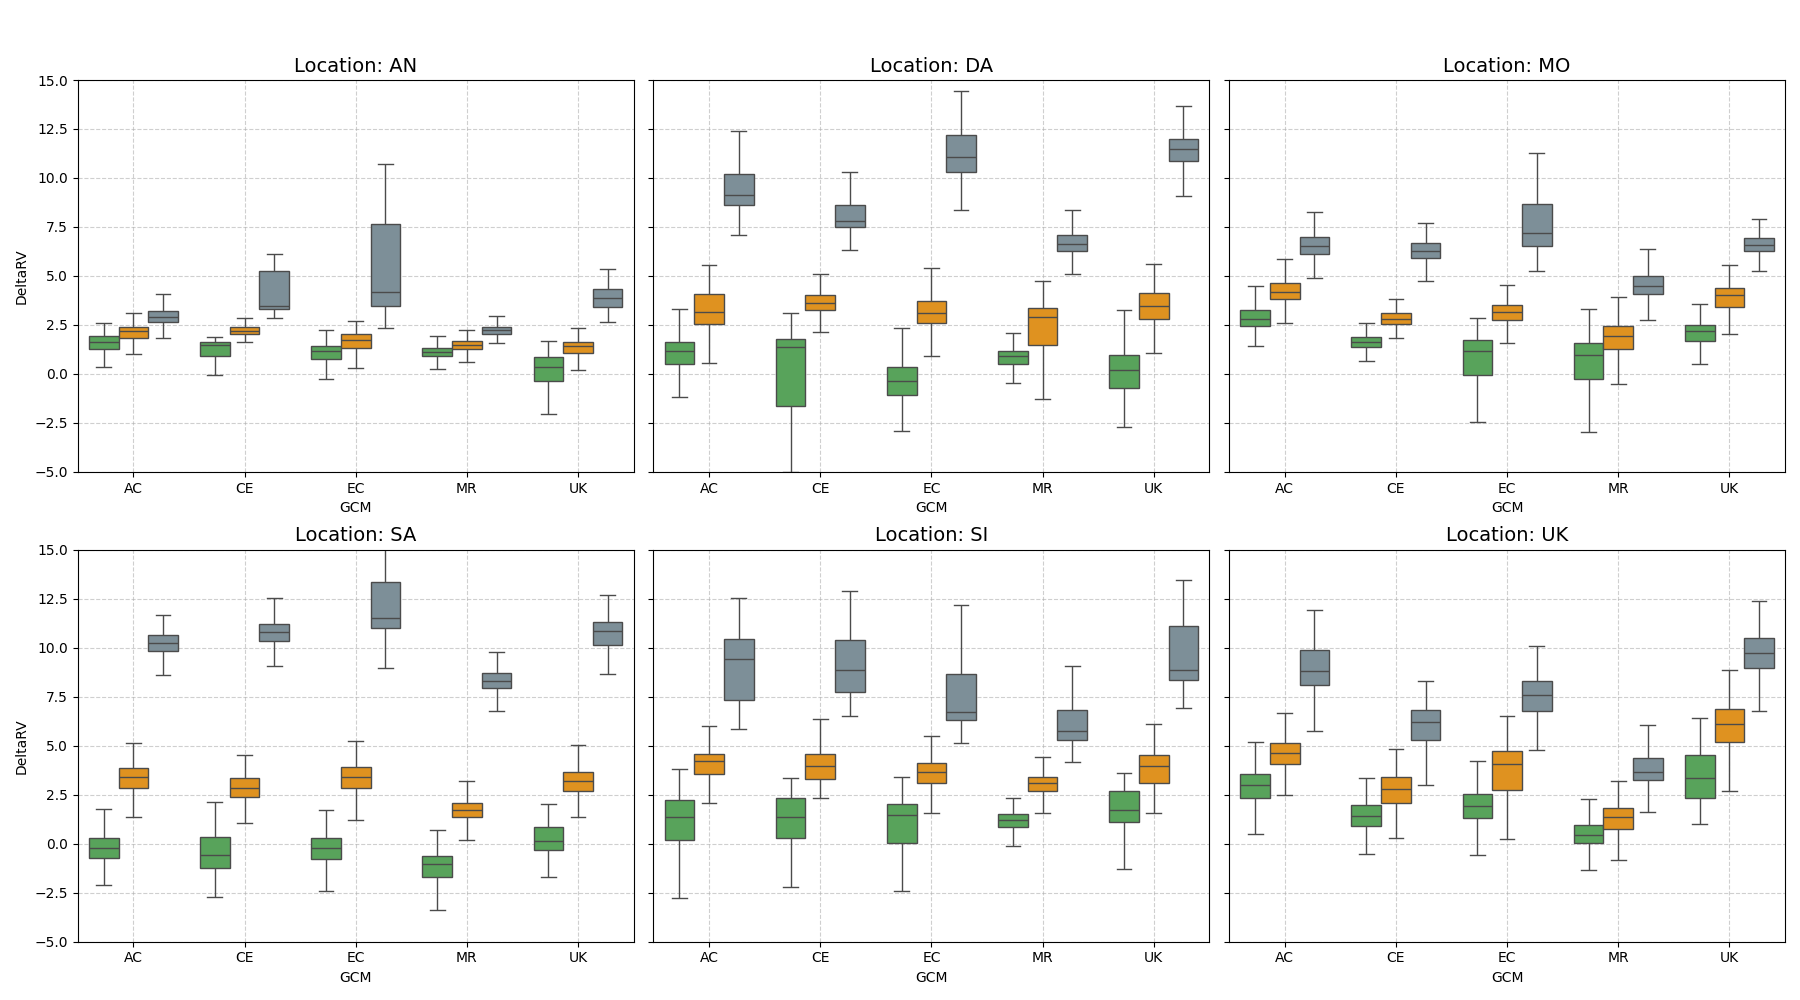 Location: AN
Location: DA
Location: MO
15.0
12.5
10.0
7.5
5.0
2.5
0.0
−2.5
−5.0
DeltaRV
AC CE EC MR UK
GCM
AC CE EC MR UK
GCM
AC CE EC MR UK
GCM
Location: SA
Location: SI
Location: UK
15.0
12.5
10.0
7.5
5.0
2.5
0.0
−2.5
−5.0
DeltaRV
AC CE EC MR UK
GCM
AC CE EC MR UK
GCM
AC CE EC MR UK
GCM